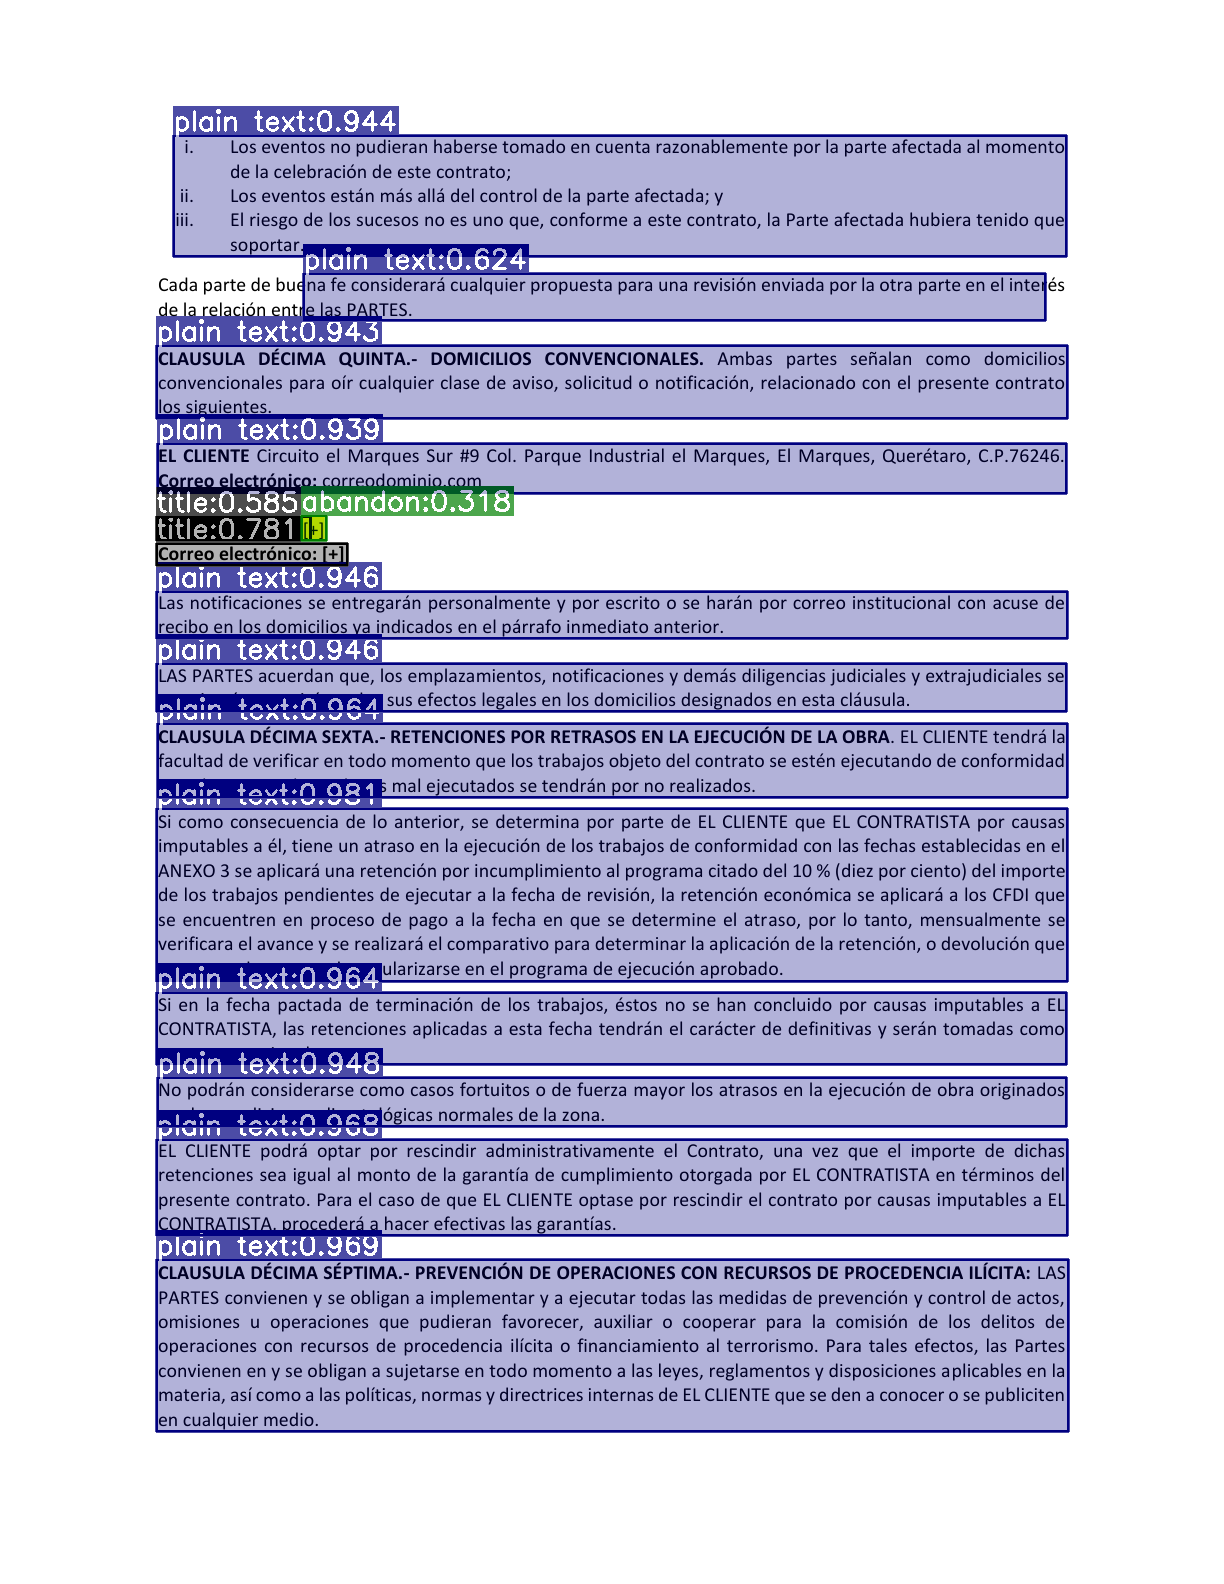 plain text:0.944
i. Los eventos no pudieran haberse tomado en cuenta razonablemente por la parte afectada al momento
de la celebración de este contrato;
ii. Los eventos están más allá del control de la parte afectada; y
iii. El riesgo de los sucesos no es uno que, conforme a este contrato, la Parte afectada hubiera tenido que
soportar.
plain text:0.624
Cada parte de buena fe considerará cualquier propuesta para una revisión enviada por la otra parte en el interés
de la relación entre las PARTES.
plain text:0.943
CLAUSULA DÉCIMA QUINTA.- DOMICILIOS CONVENCIONALES. Ambas partes señalan como domicilios
convencionales para oír cualquier clase de aviso, solicitud o notificación, relacionado con el presente contrato
los siguientes.
plain text:0.939
EL CLIENTE Circuito el Marques Sur #9 Col. Parque Industrial el Marques, El Marques, Querétaro, C.P.76246.
Correo electrónico: correodominio.com
title:0.585 abandon:0.318
title:0.781 [+]
Correo electrónico: [+]
plain text:0.946
Las notificaciones se entregarán personalmente y por escrito o se harán por correo institucional con acuse de
recibo en los domicilios ya indicados en el párrafo inmediato anterior.
plain text:0.946
LAS PARTES acuerdan que, los emplazamientos, notificaciones y demás diligencias judiciales y extrajudiciales se
sus efectos legales en los domicilios designados en esta cláusula.
plain text:0.964
CLAUSULA DÉCIMA SEXTA.- RETENCIONES POR RETRASOS EN LA EJECUCIÓN DE LA OBRA. EL CLIENTE tendrá la
facultad de verificar en todo momento que los trabajos objeto del contrato se estén ejecutando de conformidad
mal ejecutados se tendrán por no realizados.
plain text:0.981
Si como consecuencia de lo anterior, se determina por parte de EL CLIENTE que EL CONTRATISTA por causas
imputables a él, tiene un atraso en la ejecución de los trabajos de conformidad con las fechas establecidas en el
ANEXO 3 se aplicará una retención por incumplimiento al programa citado del 10 % (diez por ciento) del importe
de los trabajos pendientes de ejecutar a la fecha de revisión, la retención económica se aplicará a los CFDI que
se encuentren en proceso de pago a la fecha en que se determine el atraso, por lo tanto, mensualmente se
verificara el avance y se realizará el comparativo para determinar la aplicación de la retención, o devolución que
en el programa de ejecución aprobado.
plain text:0.964
Si en la fecha pactada de terminación de los trabajos, éstos no se han concluido por causas imputables a EL
CONTRATISTA, las retenciones aplicadas a esta fecha tendrán el carácter de definitivas y serán tomadas como
plain text:0.948
No podrán considerarse como casos fortuitos o de fuerza mayor los atrasos en la ejecución de obra originados
normales de la zona.
plain text:0.968
EL CLIENTE podrá optar por rescindir administrativamente el Contrato, una vez que el importe de dichas
retenciones sea igual al monto de la garantía de cumplimiento otorgada por EL CONTRATISTA en términos del
presente contrato. Para el caso de que EL CLIENTE optase por rescindir el contrato por causas imputables a EL
CONTRATISTA, procederá a hacer efectivas las garantías.
plain text:0.969
CLAUSULA DÉCIMA SÉPTIMA.- PREVENCIÓN DE OPERACIONES CON RECURSOS DE PROCEDENCIA ILÍCITA: LAS
PARTES convienen y se obligan a implementar y a ejecutar todas las medidas de prevención y control de actos,
omisiones u operaciones que pudieran favorecer, auxiliar o cooperar para la comisión de los delitos de
operaciones con recursos de procedencia ilícita o financiamiento al terrorismo. Para tales efectos, las Partes
convienen en y se obligan a sujetarse en todo momento a las leyes, reglamentos y disposiciones aplicables en la
materia, así como a las políticas, normas y directrices internas de EL CLIENTE que se den a conocer o se publiciten
en cualquier medio.